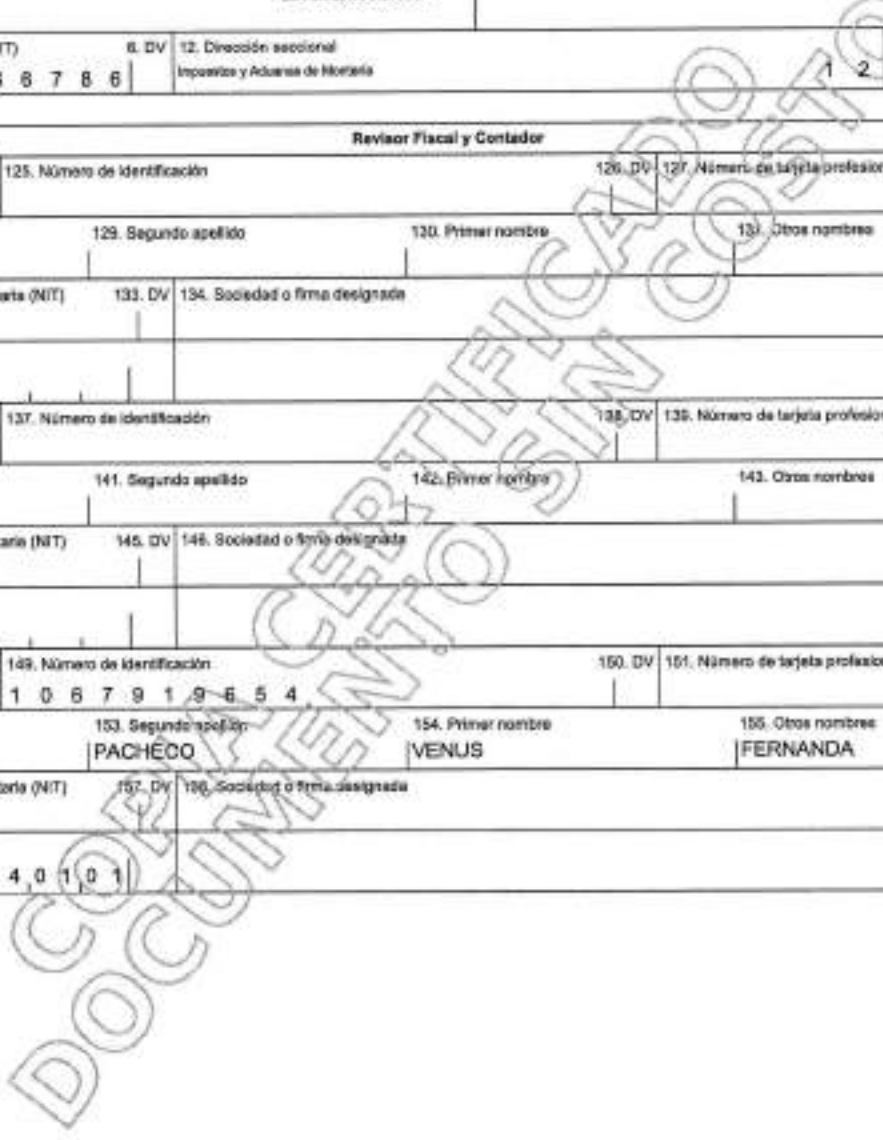 IT) 6. DV 12. Dirección seccional
6 7 8 6 Impuestos y Aduanas de Montería 1 2
Revisor Fiscal y Contador
125. Número de identificación 126. DV 127. Número de tarjeta profesion
129. Segundo apellido 130. Primer nombre 131. Otros nombres
aria (NIT) 133. DV 134. Sociedad o firma designada
137. Número de identificación 138. DV 139. Número de tarjeta profesion
141. Segundo apellido 142. Primer nombre 143. Otros nombres
aria (NIT) 145. DV 146. Sociedad o firma designada
149. Número de identificación 150. DV 151. Número de tarjeta profesion
1 0 6 7 9 1 9 6 5 4
153. Segundo apellido 154. Primer nombre 155. Otros nombres
PACHECO VENUS FERNANDA
taria (NIT) 157. DV 158. Sociedad o firma designada
4 0 1 0 1
COPIA CERTIFICADO
DOCUMENTO SIN COSTO